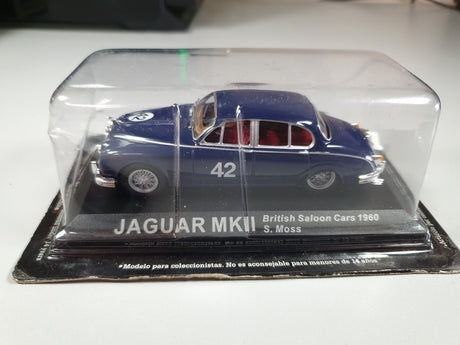 42
42
JAGUAR MKII
British Saloon Cars 1960
S. Moss
*Modelo para coleccionistas. No es aconsejable para menores de 14 años